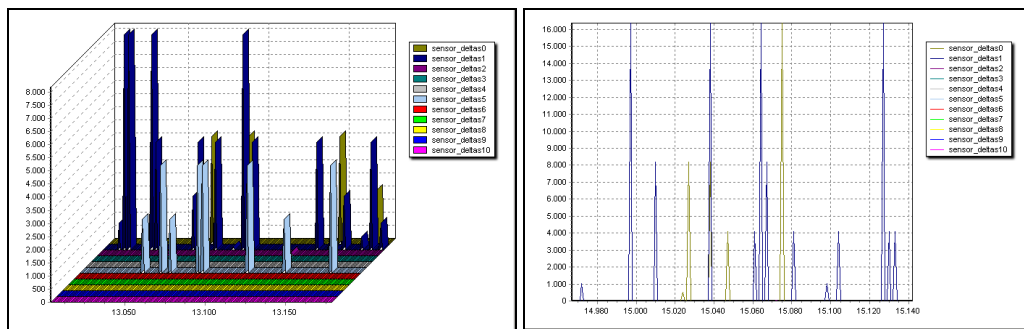 8.000
7.500
7.000
6.500
6.000
5.500
5.000
4.500
4.000
3.500
3.000
2.500
2.000
1.500
1.000
500
0
13.050
13.100
13.150
sensor_deltas0
sensor_deltas1
sensor_deltas2
sensor_deltas3
sensor_deltas4
sensor_deltas5
sensor_deltas6
sensor_deltas7
sensor_deltas8
sensor_deltas9
sensor_deltas10
16.000
15.000
14.000
13.000
12.000
11.000
10.000
9.000
8.000
7.000
6.000
5.000
4.000
3.000
2.000
1.000
0
14.980
15.000
15.020
15.040
15.060
15.080
15.100
15.120
15.140
sensor_deltas0
sensor_deltas1
sensor_deltas2
sensor_deltas3
sensor_deltas4
sensor_deltas5
sensor_deltas6
sensor_deltas7
sensor_deltas8
sensor_deltas9
sensor_deltas10